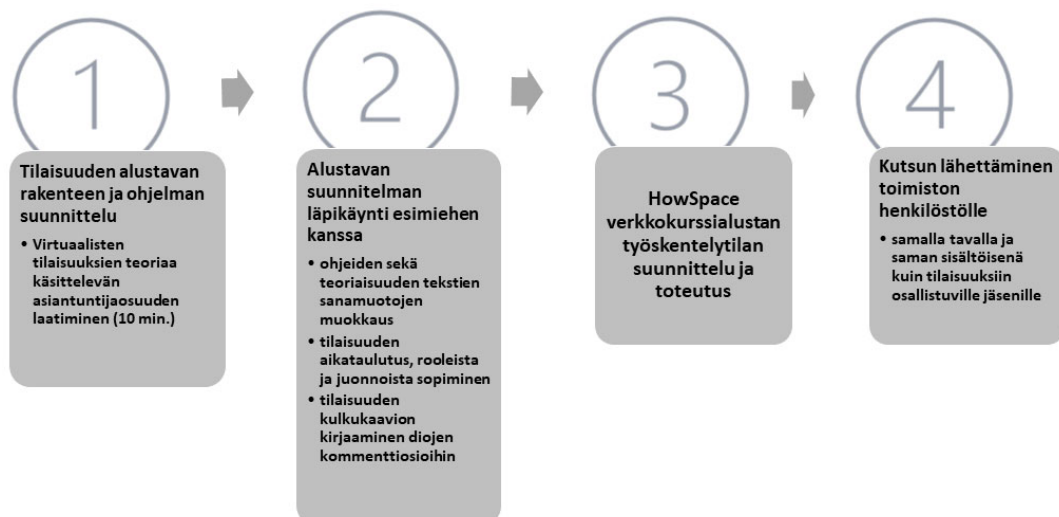 1
Tilaisuuden alustavan
rakenteen ja ohjelman
suunnittelu
• Virtuaalisten
tilaisuuksien teoriaa
käsittelevän
asiantuntijaosuuden
laatiminen (10 min.)
2
Alustavan
suunnitelman
läpikäynti esimiehen
kanssa
• ohjeiden sekä
teoriaisuuden tekstien
sanamuotojen
muokkaus
• tilaisuuden
aikataulutus, rooleista
ja juonnoista sopiminen
• tilaisuuden
kulkukaavion
kirjaaminen diojen
kommenttiosioihin
3
HowSpace
verkkokurssialustan
työskentelytilan
suunnittelu ja
toteutus
4
Kutsun lähettäminen
toimiston
henkilöstölle
• samalla tavalla ja
saman sisältöisenä
kuin tilaisuuksiin
osallistuville jäsenille